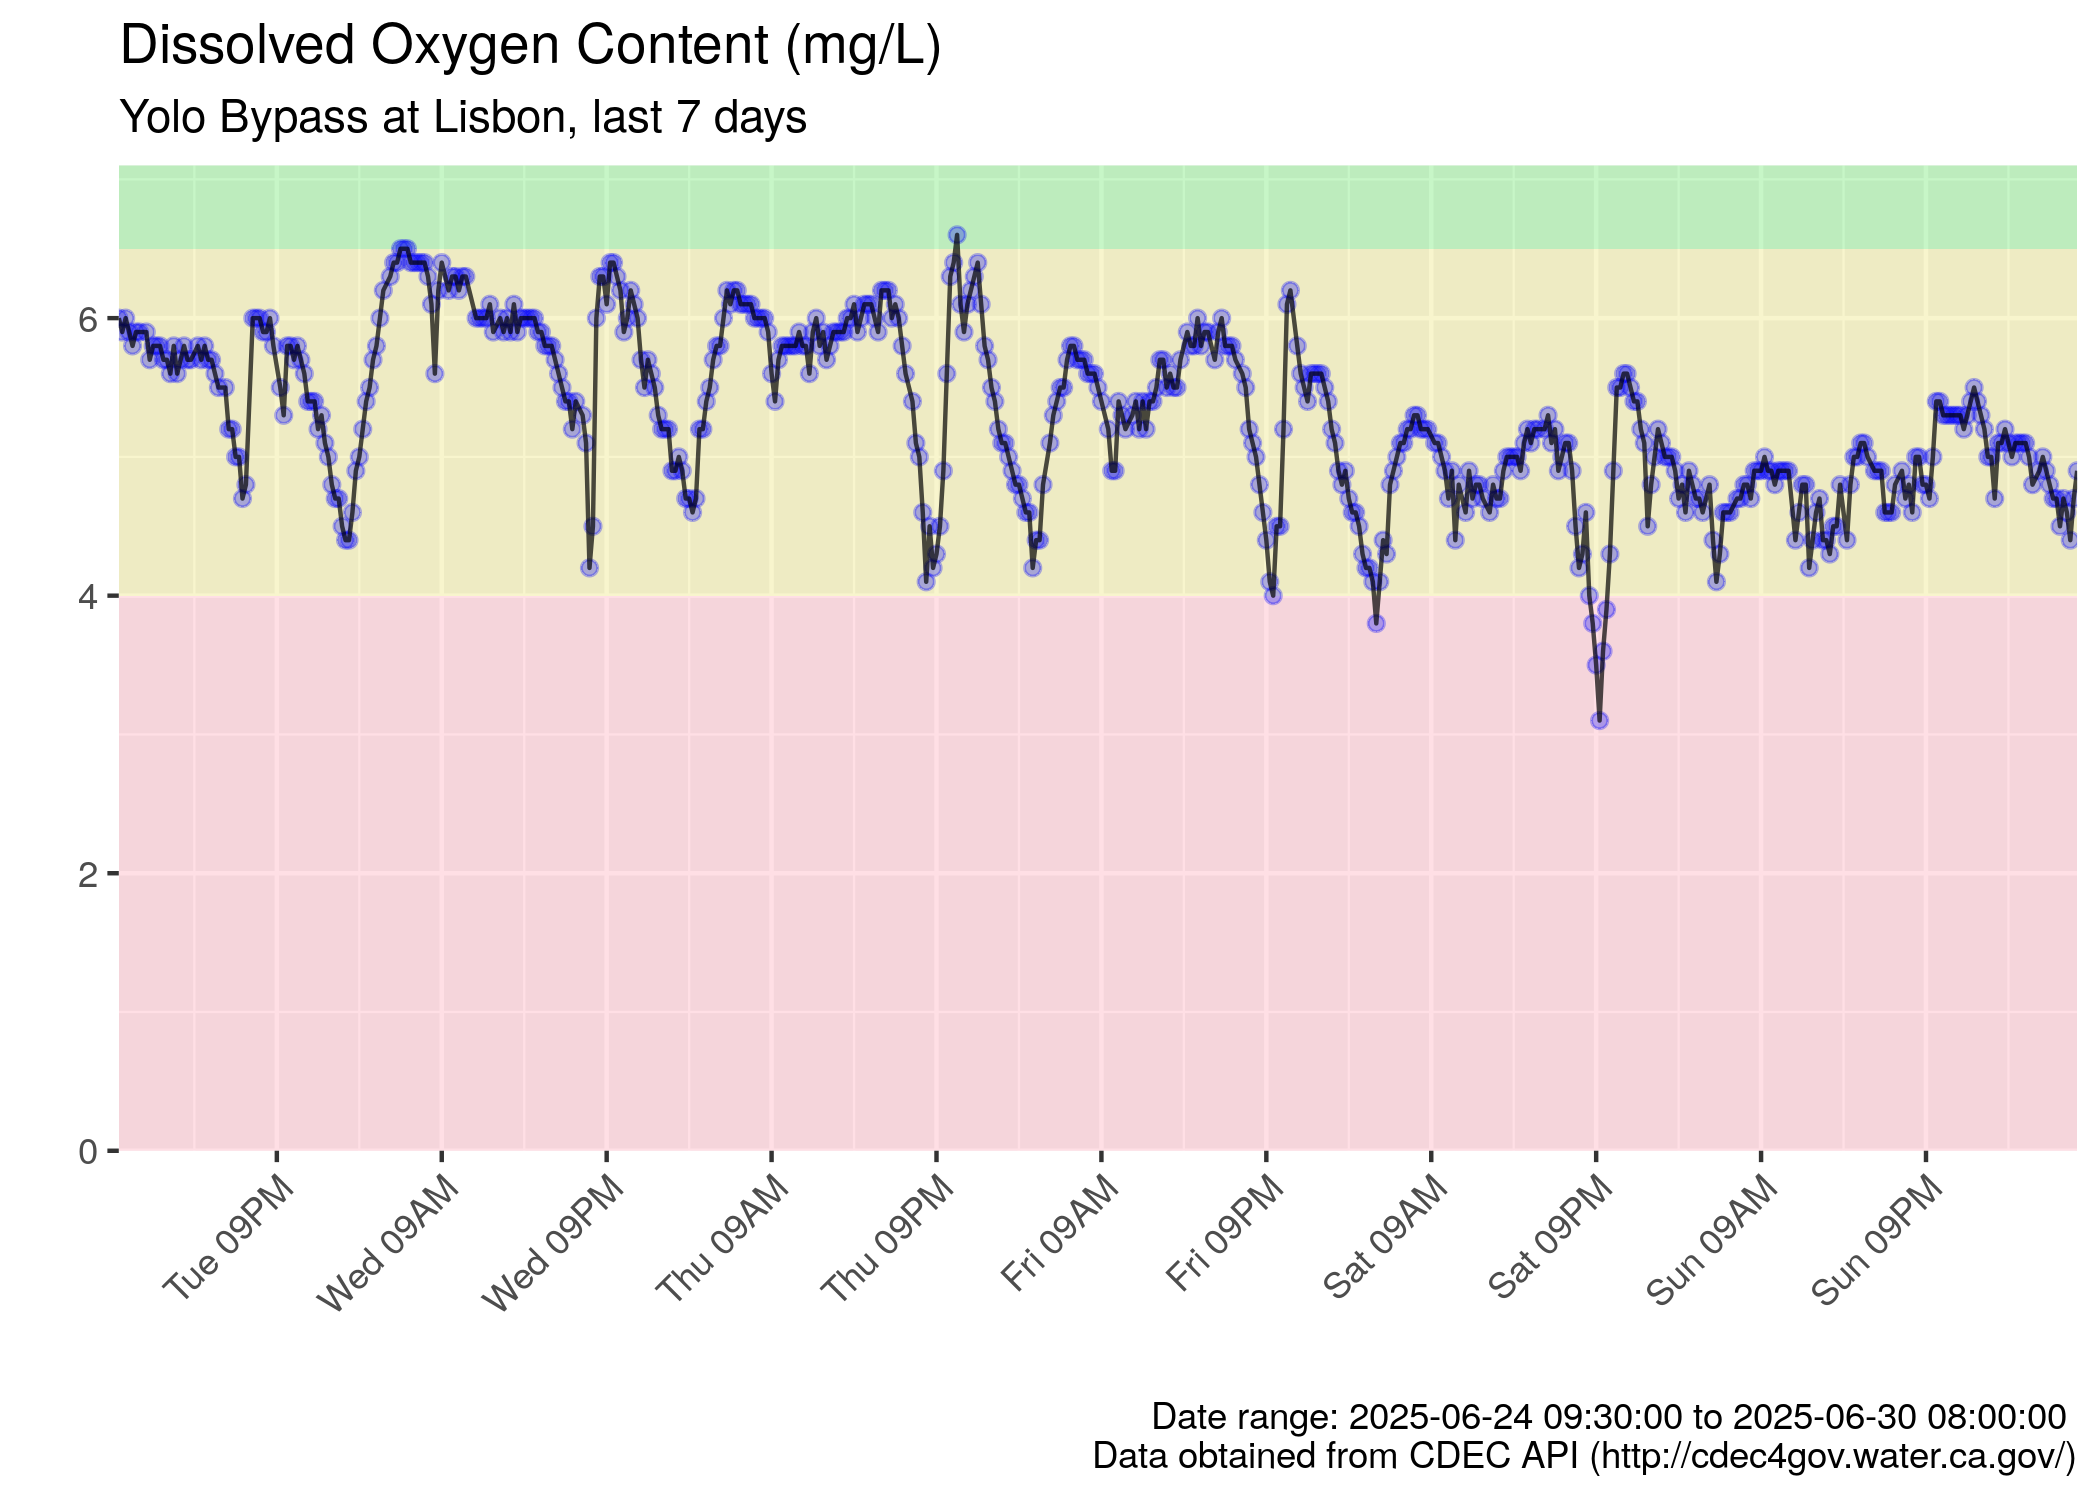 Dissolved Oxygen Content (mg/L)
Yolo Bypass at Lisbon, last 7 days
6
4
2
0
Tue 09PM
Wed 09AM
Wed 09PM
Thu 09AM
Thu 09PM
Fri 09AM
Fri 09PM
Sat 09AM
Sat 09PM
Sun 09AM
Sun 09PM
Date range: 2025-06-24 09:30:00 to 2025-06-30 08:00:00
Data obtained from CDEC API (http://cdec4gov.water.ca.gov/)